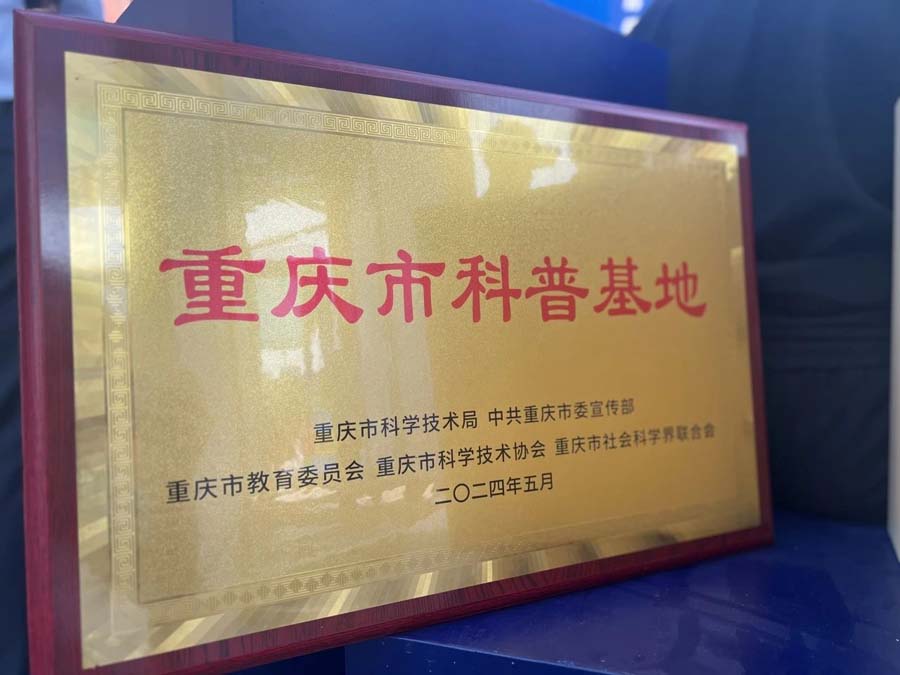 重庆市科普基地
重庆市科学技术局 中共重庆市委宣传部
重庆市教育委员会 重庆市科学技术协会 重庆市社会科学界联合会
二〇二四年五月